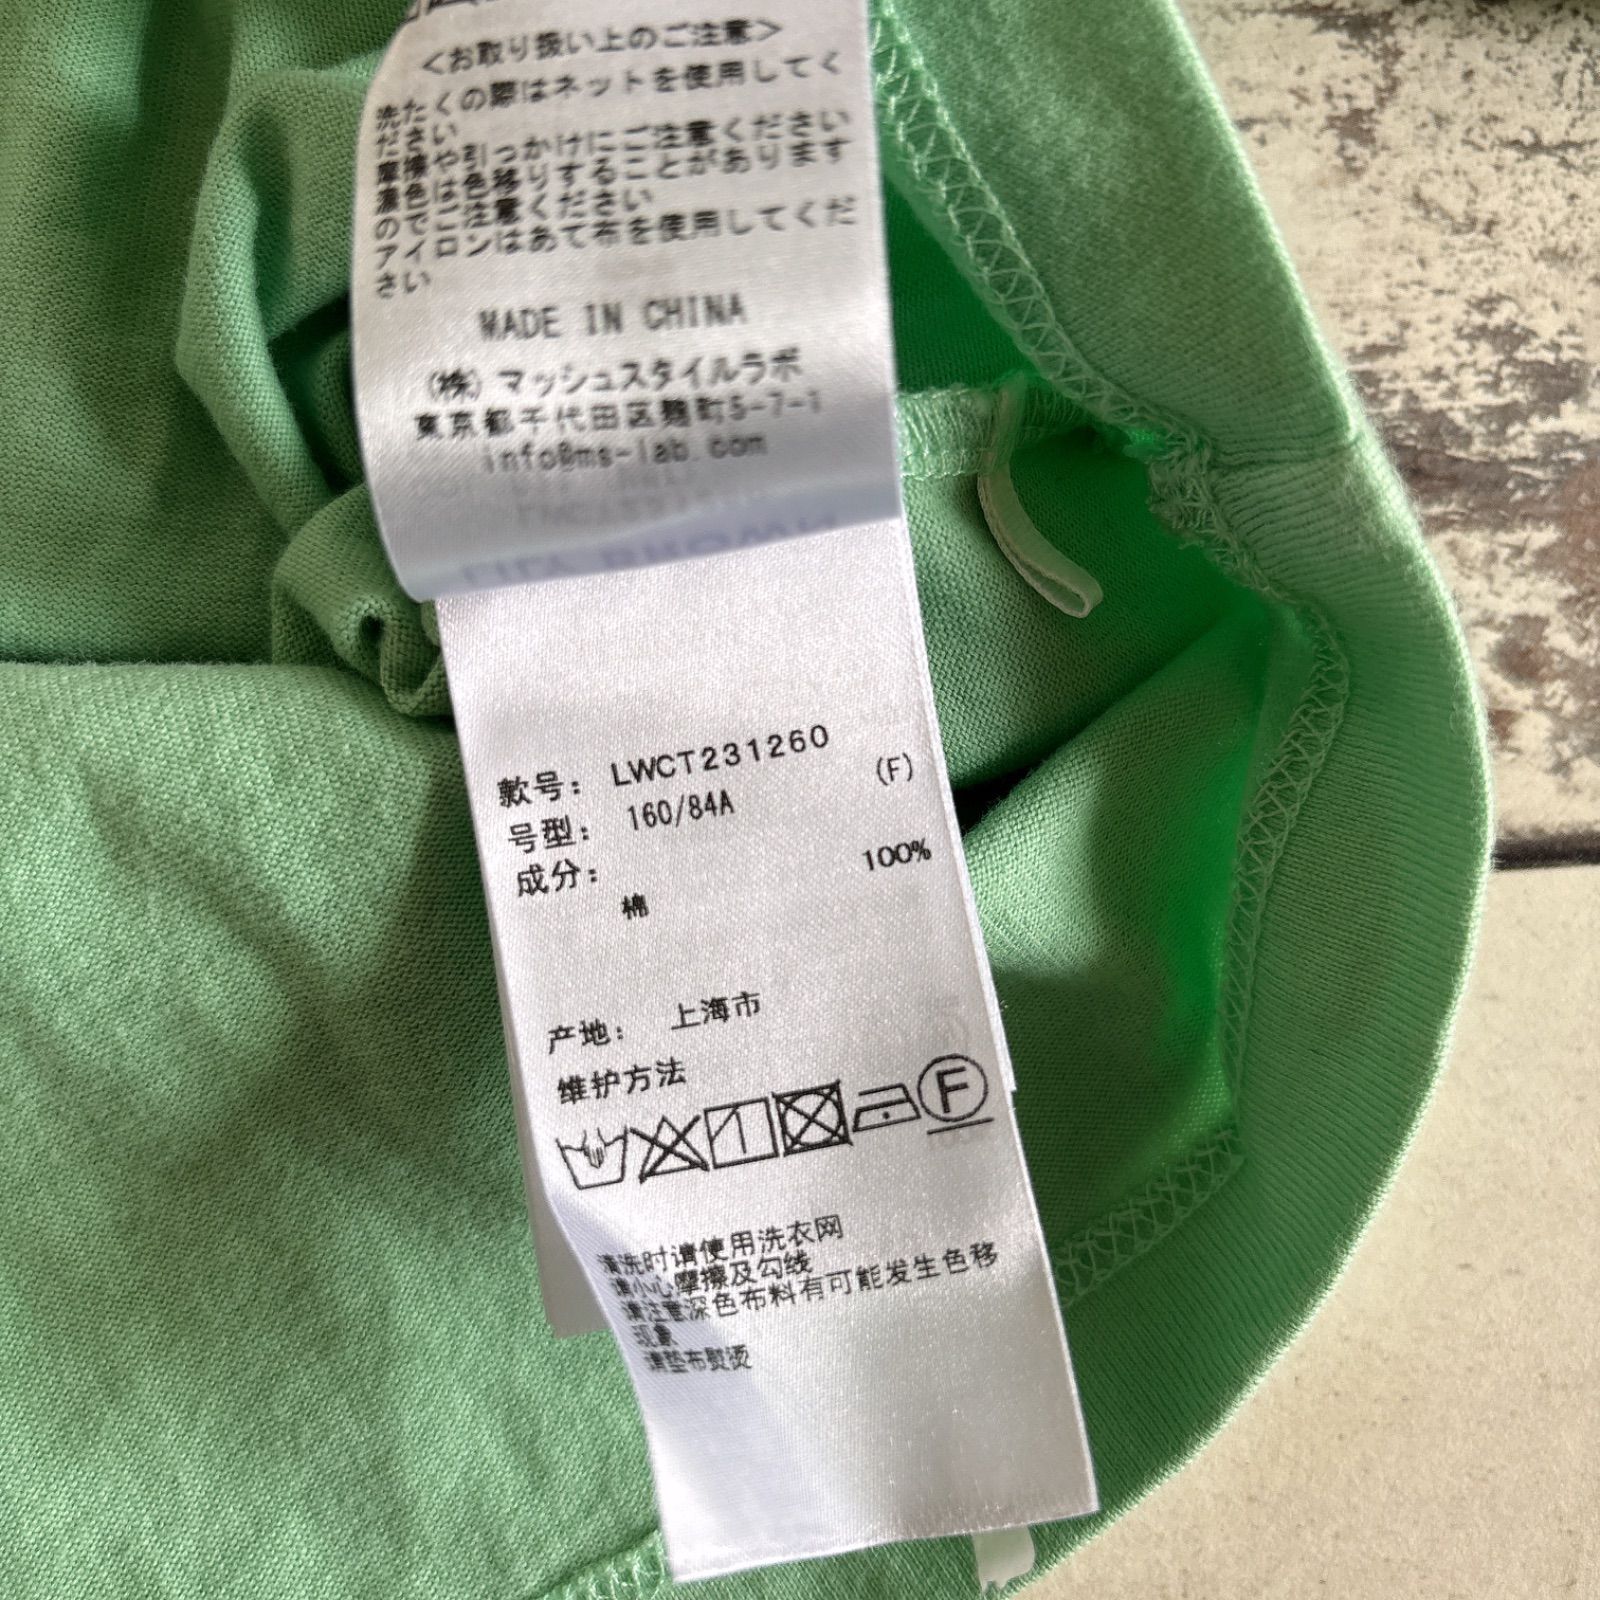 <お取り扱い上のご注意>
洗たくの際はネットを使用してく
ださい
摩擦や引っかけにご注意ください
濃色は色移りすることがあります
のでご注意ください
アイロンはあて布を使用してくだ
さい
MADE IN CHINA
(株)マッシュスタイルラボ
東京都千代田区麹町5-7-1
info@ms-lab.com
款号: LWCT231260
号型: 160/84A (F)
成分:
棉 100%
产地: 上海市
维护方法
F
清洗时请使用洗衣网
请小心摩擦及勾线
请注意深色布料有可能发生色移
现象
请垫布熨烫